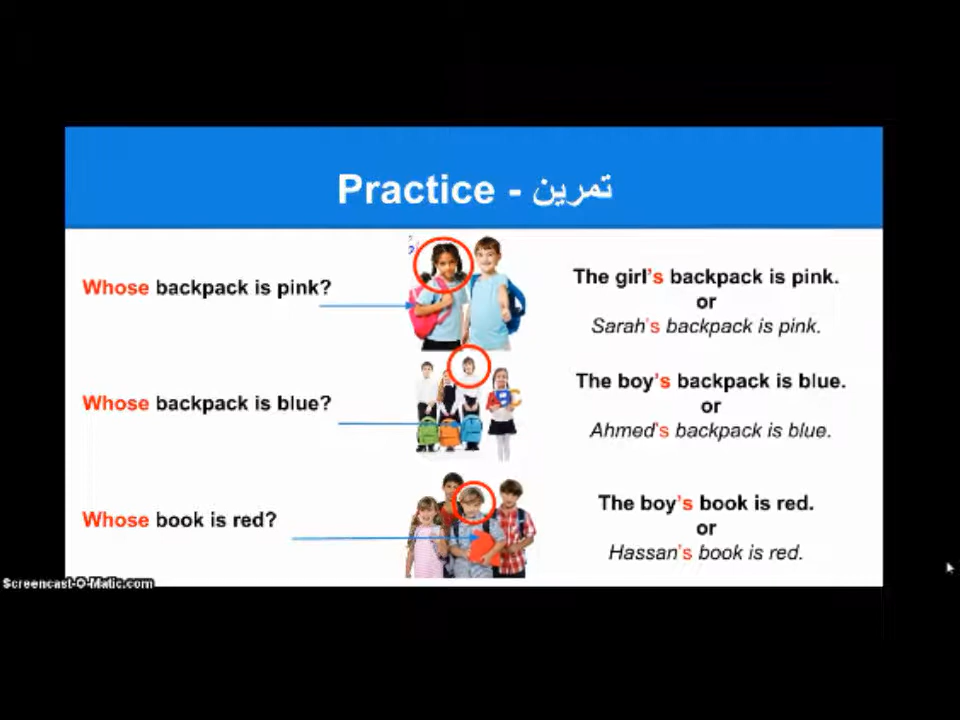 Practice - تمرين
Whose backpack is pink?
The girl's backpack is pink.
or
Sarah's backpack is pink.
Whose backpack is blue?
The boy's backpack is blue.
or
Ahmed's backpack is blue.
Whose book is red?
The boy's book is red.
or
Hassan's book is red.
Screencast-O-Matic.com